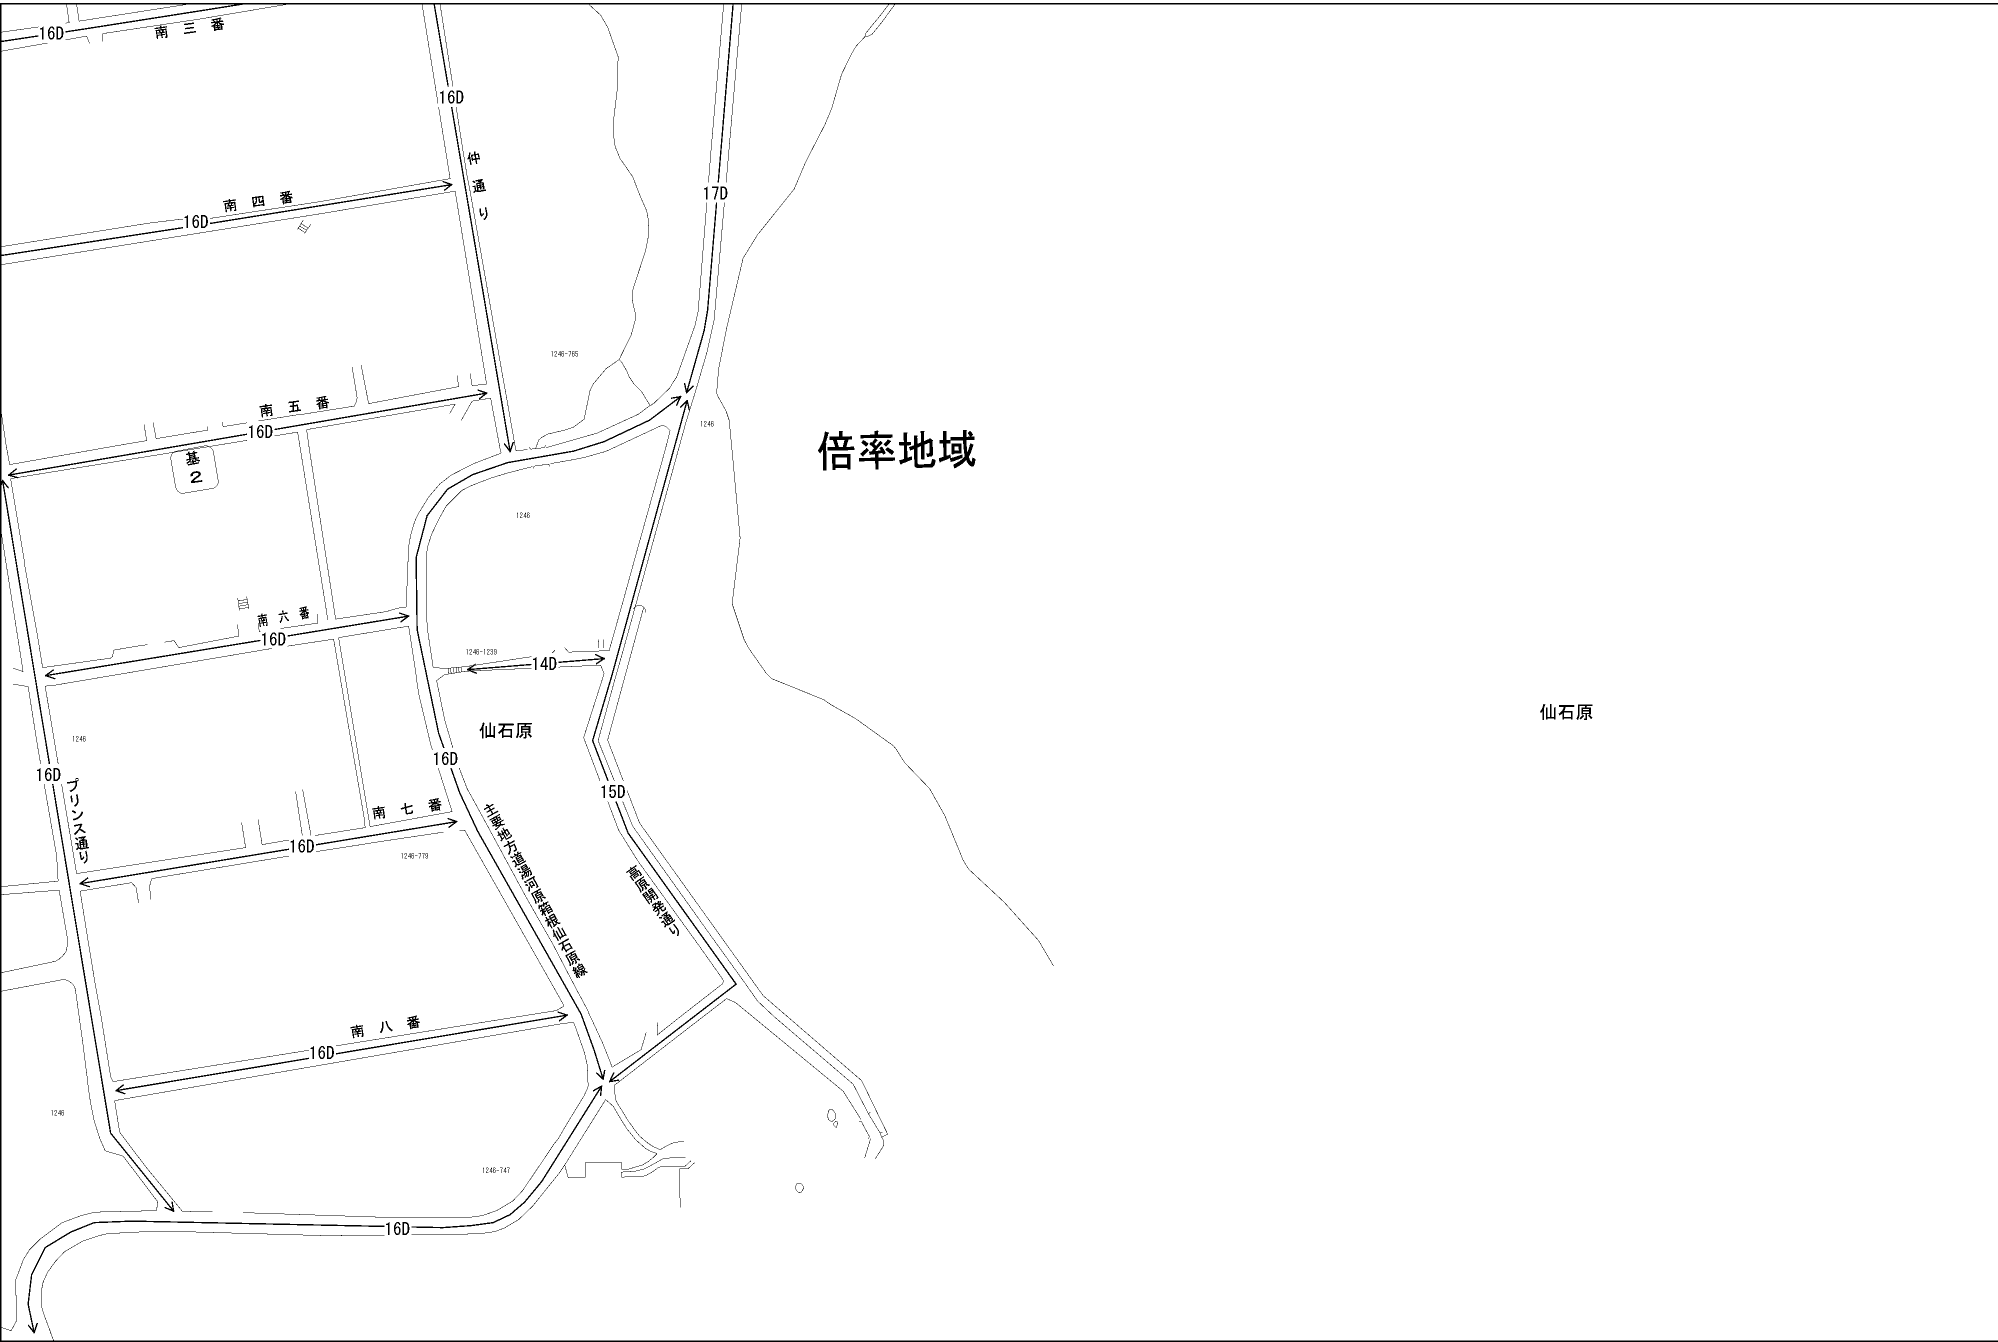 16D
南三番
16D
仲通り
17D
南四番
16D
1246-765
南五番
16D
1246
倍率地域
基
2
1246
南六番
16D
1246-1239
14D
仙石原
仙石原
1246
16D
16D
プリンス通り
15D
南七番
16D
主要地方道湯河原箱根仙石原線
1246-779
高原開発通り
南八番
16D
1246
1246-747
16D